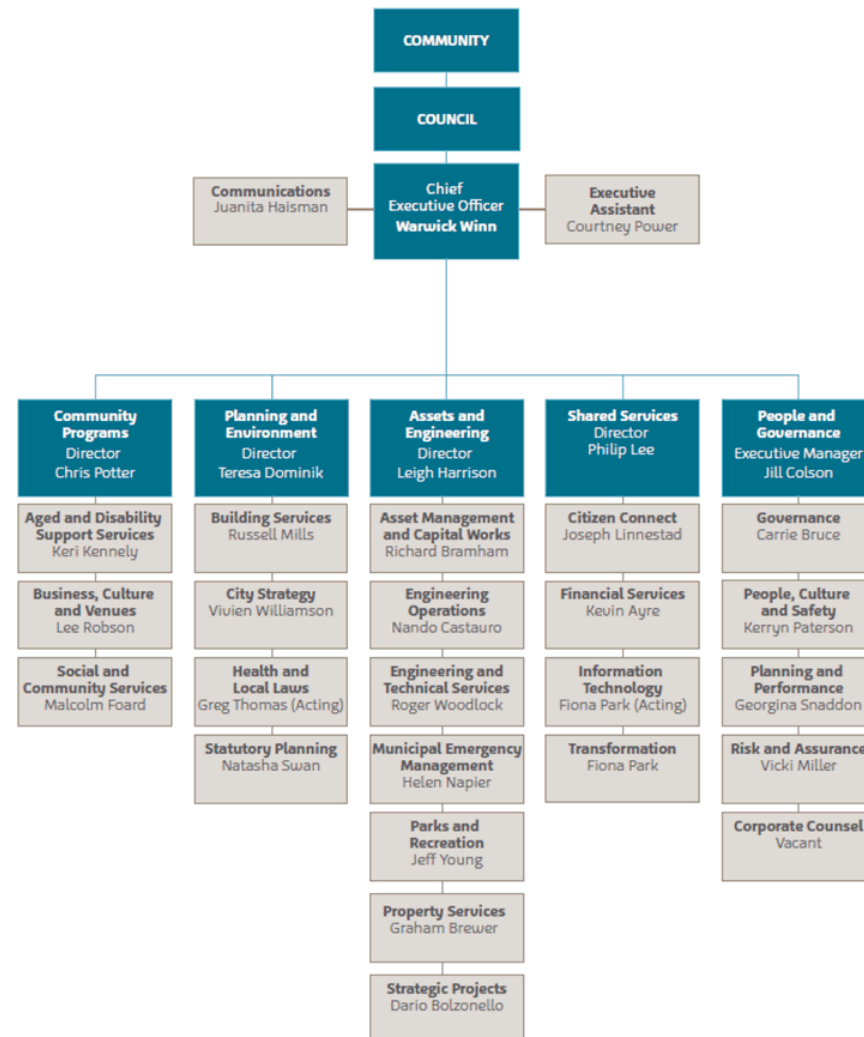 COMMUNITY
COUNCIL
Chief
Executive Officer
Warwick Winn
Communications
Juanita Haisman
Executive
Assistant
Courtney Power
Community
Programs
Director
Chris Potter
Aged and Disability
Support Services
Keri Kennely
Business, Culture
and Venues
Lee Robson
Social and
Community Services
Malcolm Foard
Planning and
Environment
Director
Teresa Dominik
Building Services
Russell Mills
City Strategy
Vivien Williamson
Health and
Local Laws
Greg Thomas (Acting)
Statutory Planning
Natasha Swan
Assets and
Engineering
Director
Leigh Harrison
Asset Management
and Capital Works
Richard Bramham
Engineering
Operations
Nando Castauro
Engineering and
Technical Services
Roger Woodlock
Municipal Emergency
Management
Helen Napier
Parks and
Recreation
Jeff Young
Property Services
Graham Brewer
Strategic Projects
Dario Bolzonello
Shared Services
Director
Philip Lee
Citizen Connect
Joseph Linnestad
Financial Services
Kevin Ayre
Information
Technology
Fiona Park (Acting)
Transformation
Fiona Park
People and
Governance
Executive Manager
Jill Colson
Governance
Carrie Bruce
People, Culture
and Safety
Kerryn Paterson
Planning and
Performance
Georgina Snaddon
Risk and Assurance
Vicki Miller
Corporate Counsel
Vacant